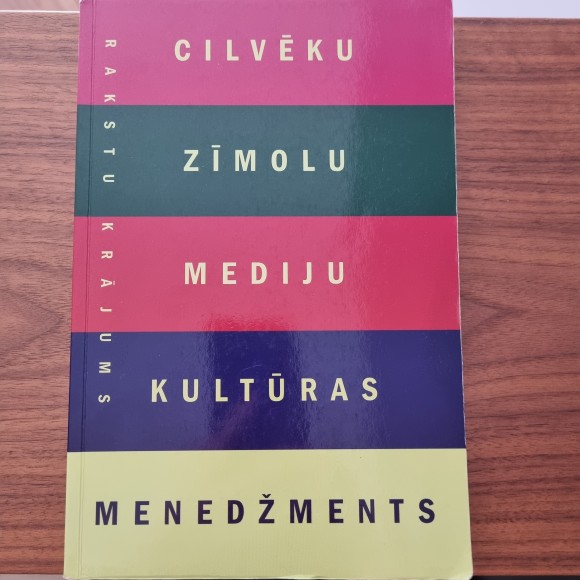 RAKSTU KRĀJUMS
CILVĒKU
ZĪMOLU
MEDIJU
KULTŪRAS
MENEDŽMENTS